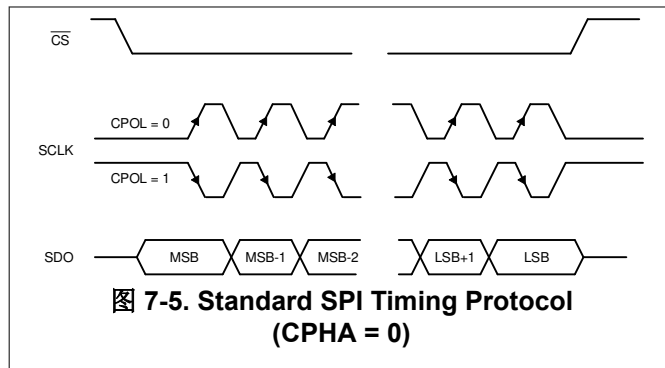 CS
CPOL = 0
SCLK
CPOL = 1
SDO MSB MSB-1 MSB-2 LSB+1 LSB
图 7-5. Standard SPI Timing Protocol
(CPHA = 0)